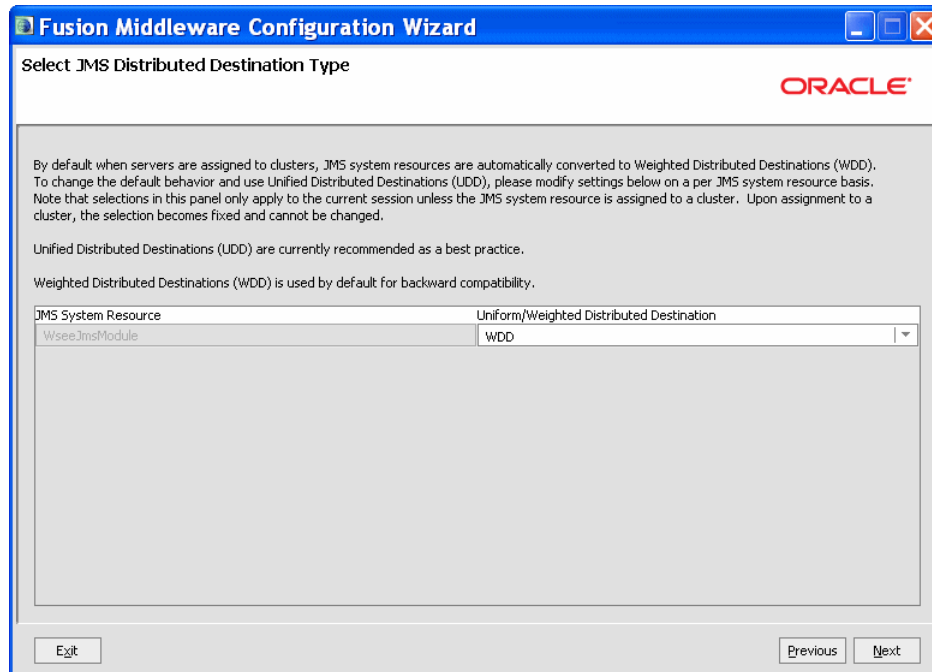 Fusion Middleware Configuration Wizard
Select JMS Distributed Destination Type
ORACLE
By default when servers are assigned to clusters, JMS system resources are automatically converted to Weighted Distributed Destinations (WDD).
To change the default behavior and use Unified Distributed Destinations (UDD), please modify settings below on a per JMS system resource basis.
Note that selections in this panel only apply to the current session unless the JMS system resource is assigned to a cluster. Upon assignment to a
cluster, the selection becomes fixed and cannot be changed.
Unified Distributed Destinations (UDD) are currently recommended as a best practice.
Weighted Distributed Destinations (WDD) is used by default for backward compatibility.
JMS System Resource Uniform/Weighted Distributed Destination
WseeJmsModule WDD
Exit Previous Next